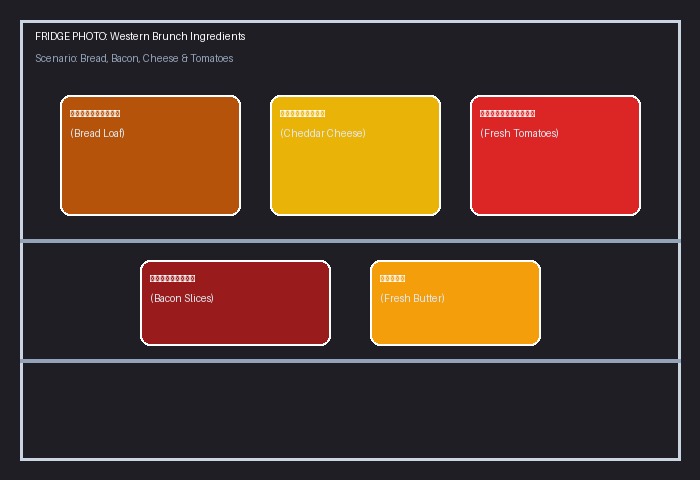 FRIDGE PHOTO: Western Brunch Ingredients
Scenario: Bread, Bacon, Cheese & Tomatoes
(Bread Loaf)
(Cheddar Cheese)
(Fresh Tomatoes)
(Bacon Slices)
(Fresh Butter)